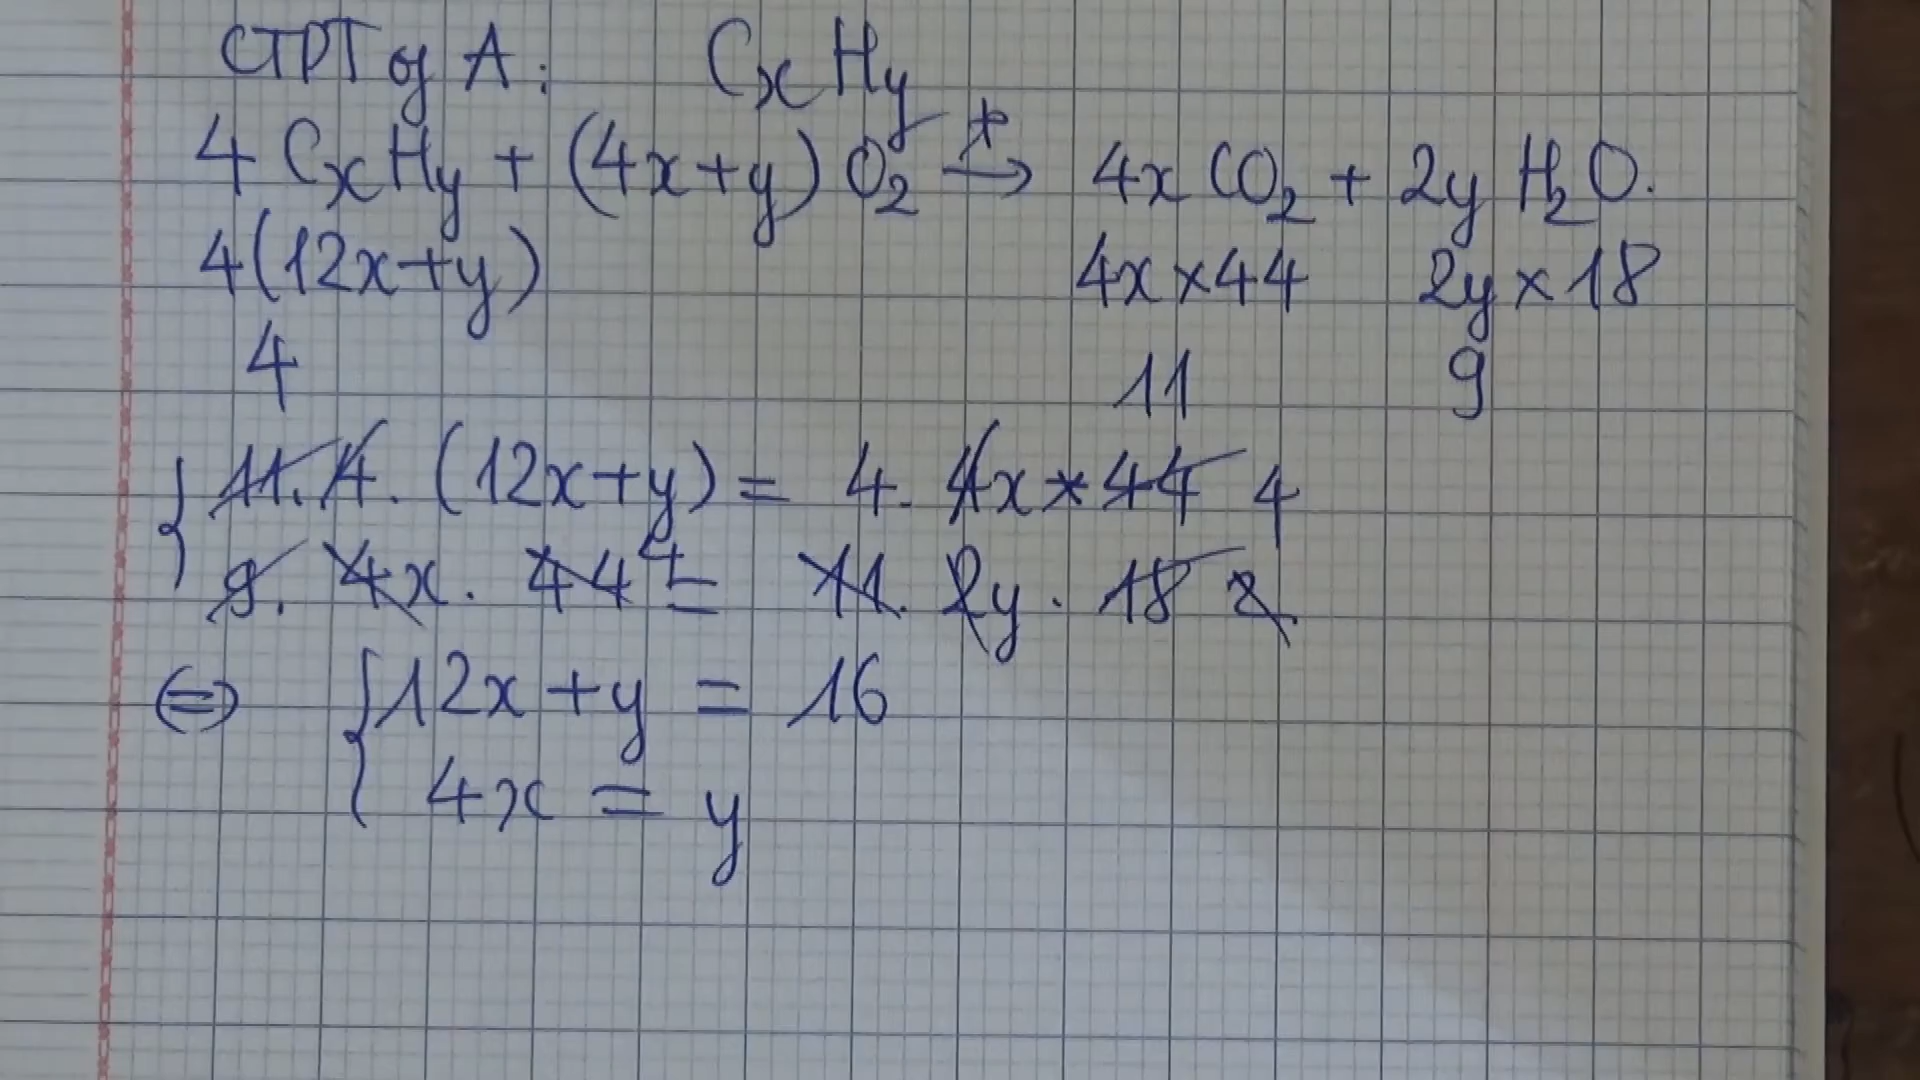 CTPT of A: CxHy
4 CxHy + (4x+y) O2 t→ 4x CO2 + 2y H2O.
4(12x+y) 4x×44 2y×18
4 11 9
{ 11. 4. (12x+y) = 4. 4x × 44 4
9. 4x. 44 4 = 11. 2y. 18 2
⇔ { 12x + y = 16
4x = y